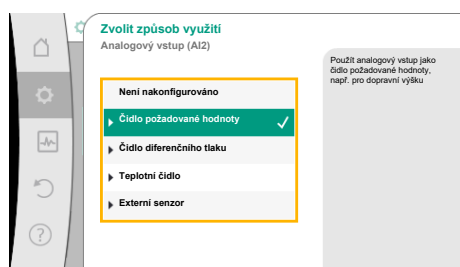 Zvolit způsob využití
Analogový vstup (AI2)
Použít analogový vstup jako
čidlo požadované hodnoty,
např. pro dopravní výšku
Není nakonfigurováno
Čidlo požadované hodnoty
Čidlo diferenčního tlaku
Teplotní čidlo
Externí senzor
?